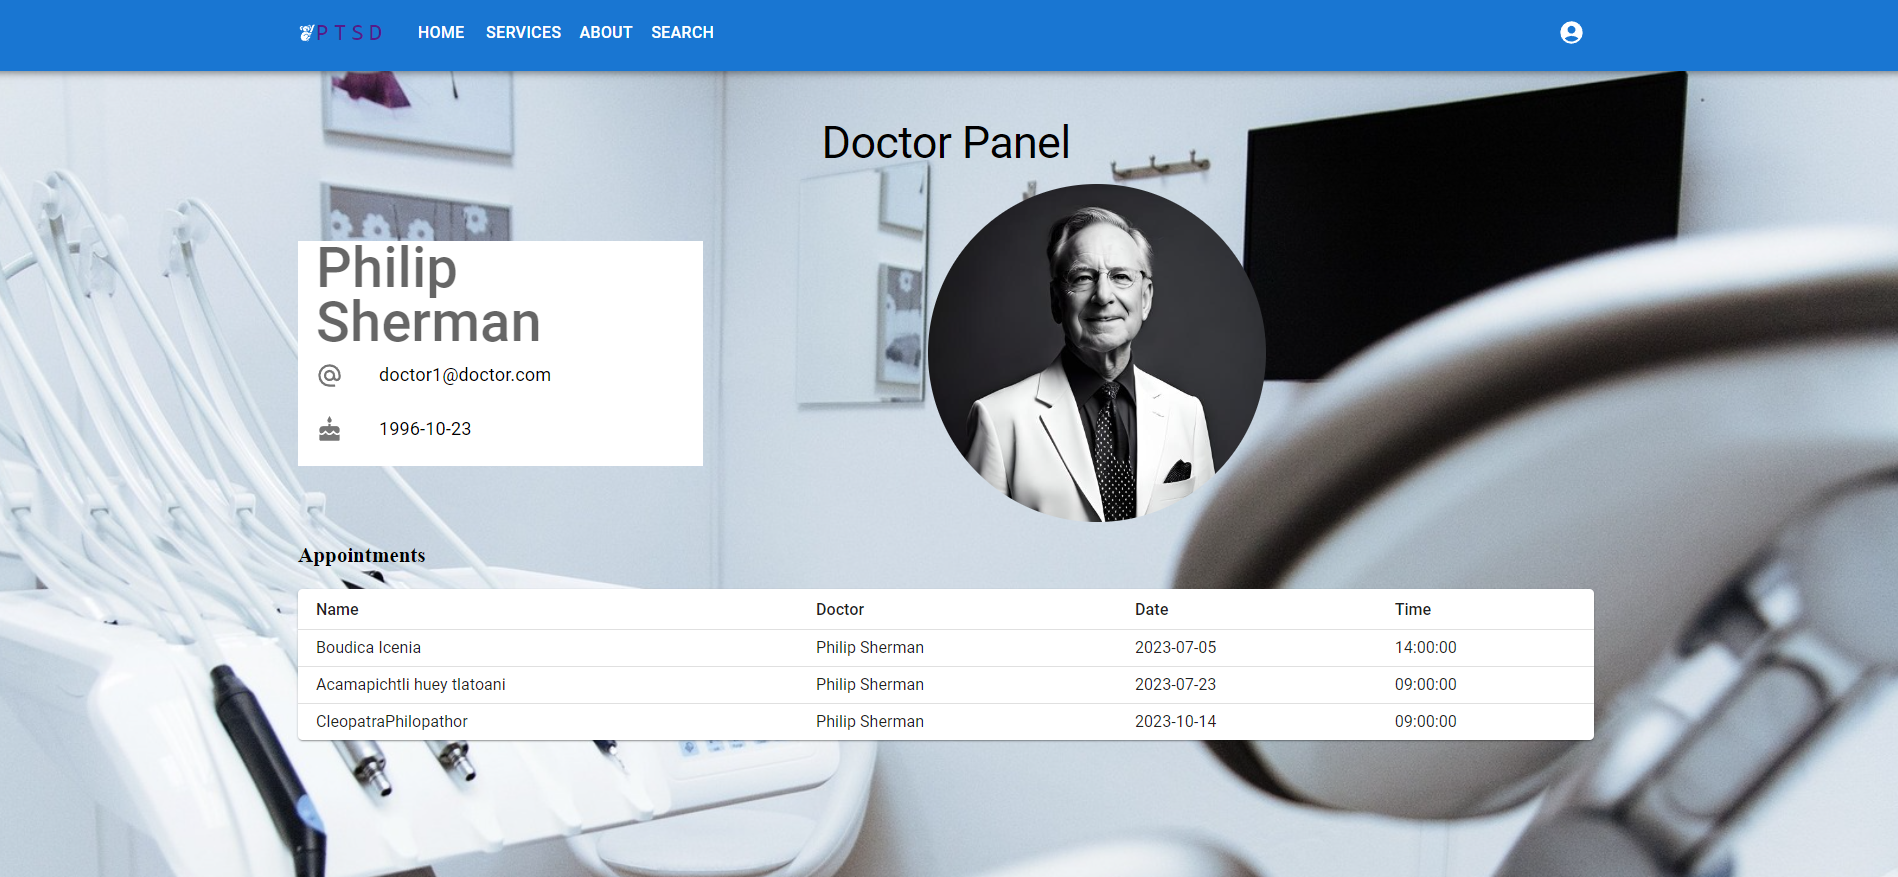 PTSD HOME SERVICES ABOUT SEARCH
Doctor Panel
Philip
Sherman
doctor1@doctor.com
1996-10-23
Appointments
Name Doctor Date Time
Boudica Icenia Philip Sherman 2023-07-05 14:00:00
Acamapichtli huey tlatoani Philip Sherman 2023-07-23 09:00:00
CleopatraPhilopathor Philip Sherman 2023-10-14 09:00:00